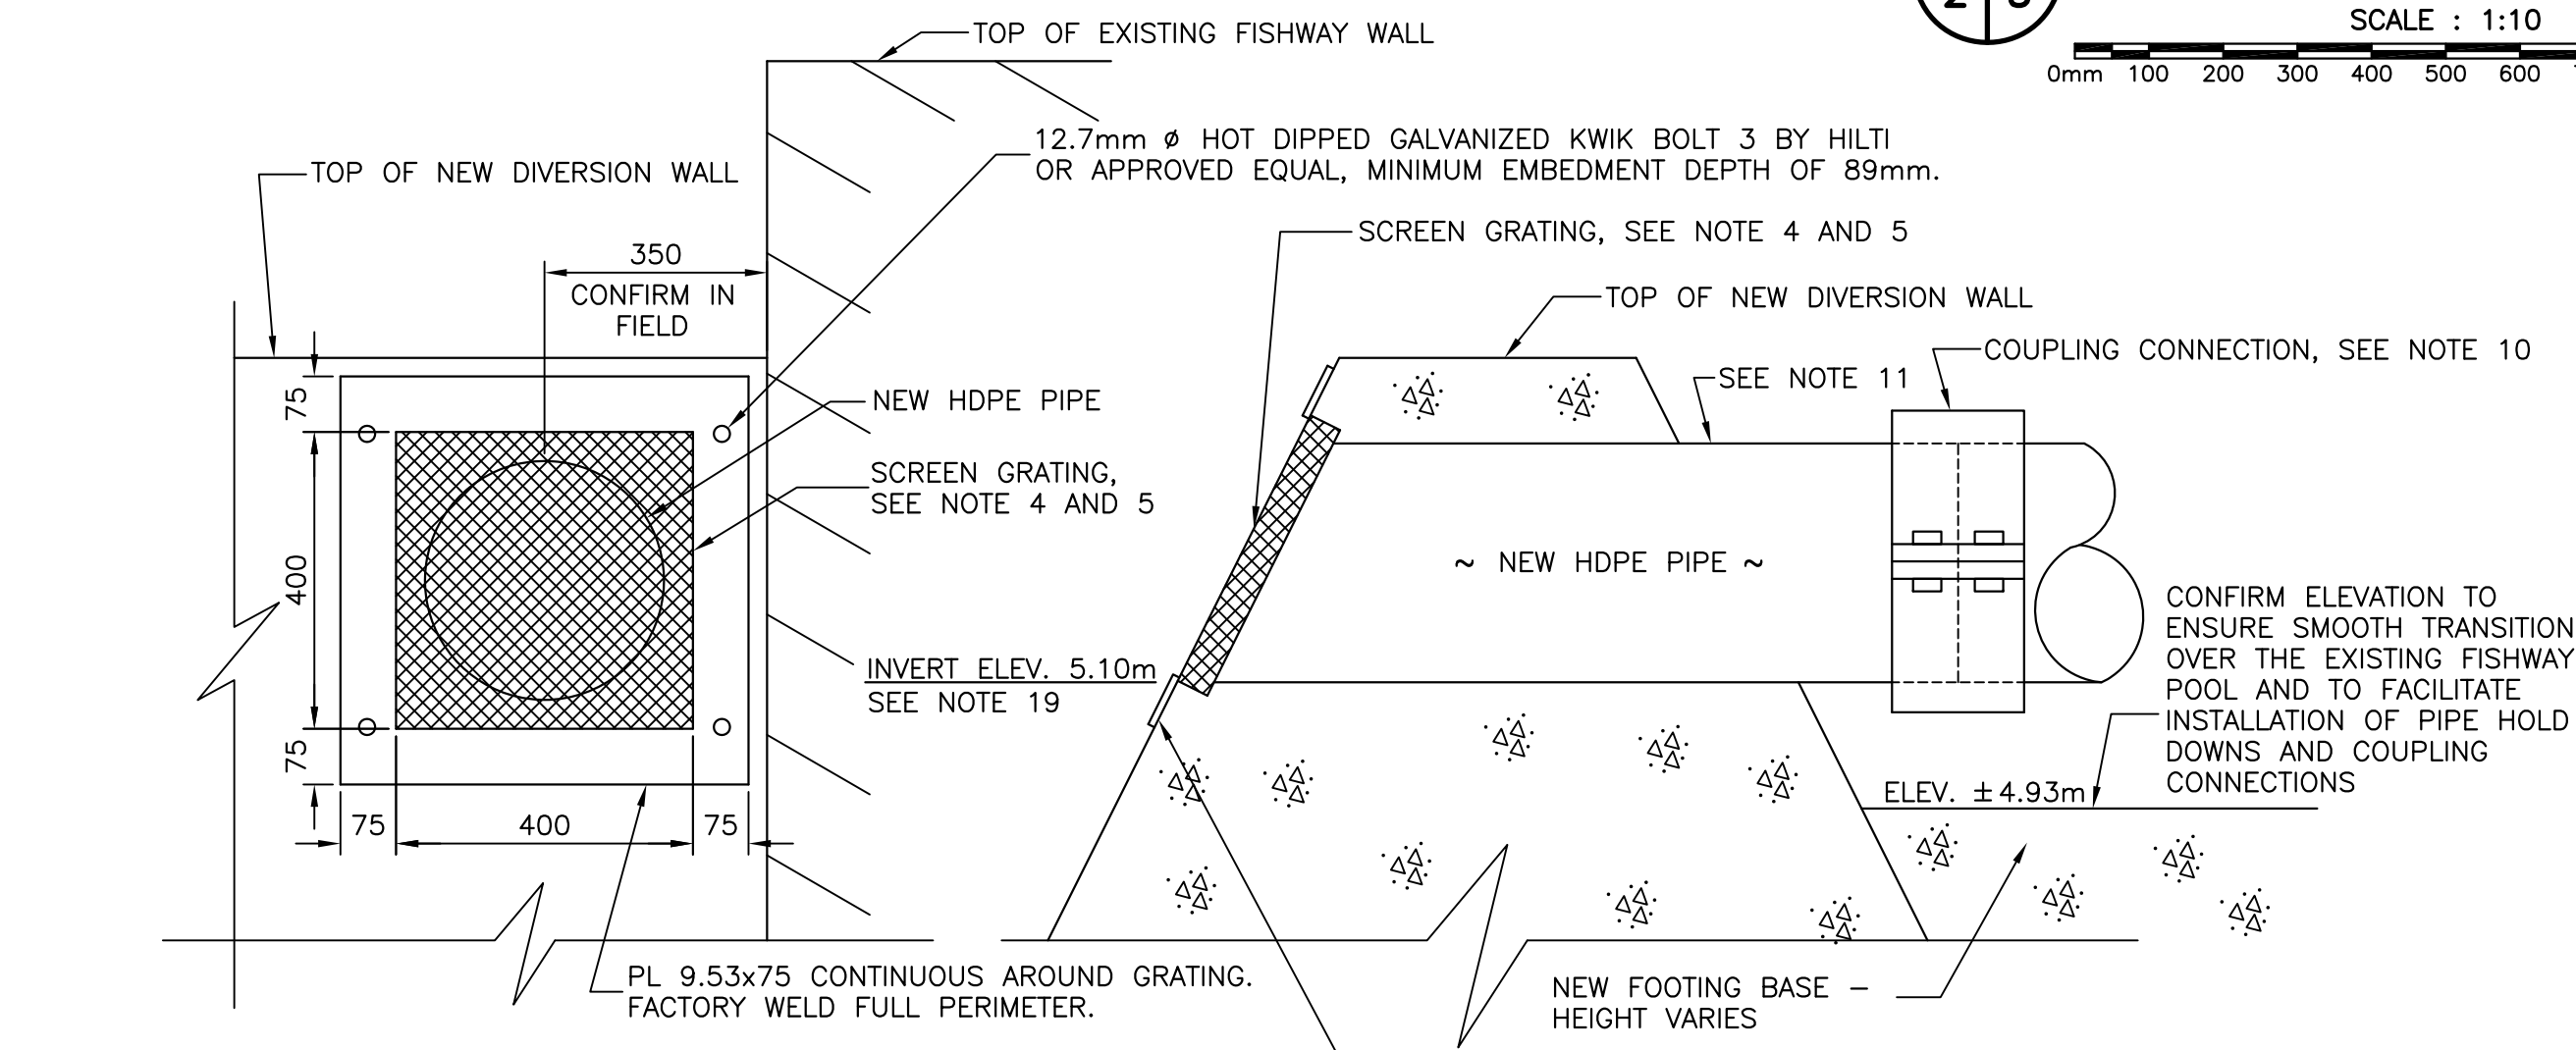 SCALE : 1:10
0mm 100 200 300 400 500 600
TOP OF EXISTING FISHWAY WALL
12.7mm ø HOT DIPPED GALVANIZED KWIK BOLT 3 BY HILTI
OR APPROVED EQUAL, MINIMUM EMBEDMENT DEPTH OF 89mm.
TOP OF NEW DIVERSION WALL
SCREEN GRATING, SEE NOTE 4 AND 5
350
CONFIRM IN
FIELD
TOP OF NEW DIVERSION WALL
COUPLING CONNECTION, SEE NOTE 10
SEE NOTE 11
75
NEW HDPE PIPE
SCREEN GRATING,
SEE NOTE 4 AND 5
400
~ NEW HDPE PIPE ~
CONFIRM ELEVATION TO
ENSURE SMOOTH TRANSITION
OVER THE EXISTING FISHWAY
POOL AND TO FACILITATE
INSTALLATION OF PIPE HOLD
DOWNS AND COUPLING
CONNECTIONS
INVERT ELEV. 5.10m
SEE NOTE 19
75
ELEV. ±4.93m
75 400 75
PL 9.53x75 CONTINUOUS AROUND GRATING.
FACTORY WELD FULL PERIMETER.
NEW FOOTING BASE –
HEIGHT VARIES